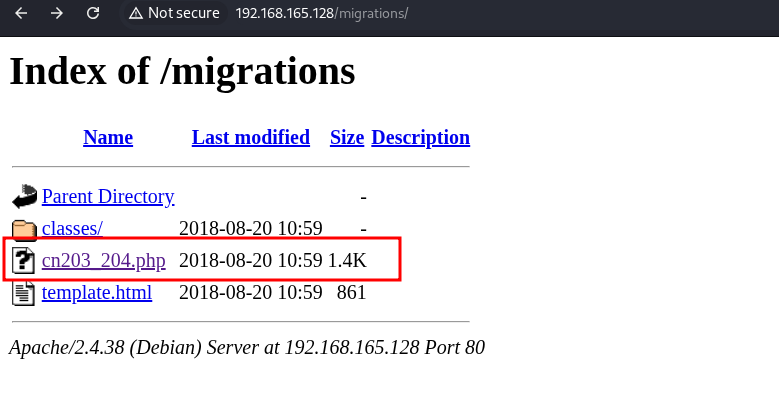 Not secure 192.168.165.128/migrations/
Index of /migrations
Name Last modified Size Description
Parent Directory -
classes/ 2018-08-20 10:59 -
cn203_204.php 2018-08-20 10:59 1.4K
template.html 2018-08-20 10:59 861
Apache/2.4.38 (Debian) Server at 192.168.165.128 Port 80